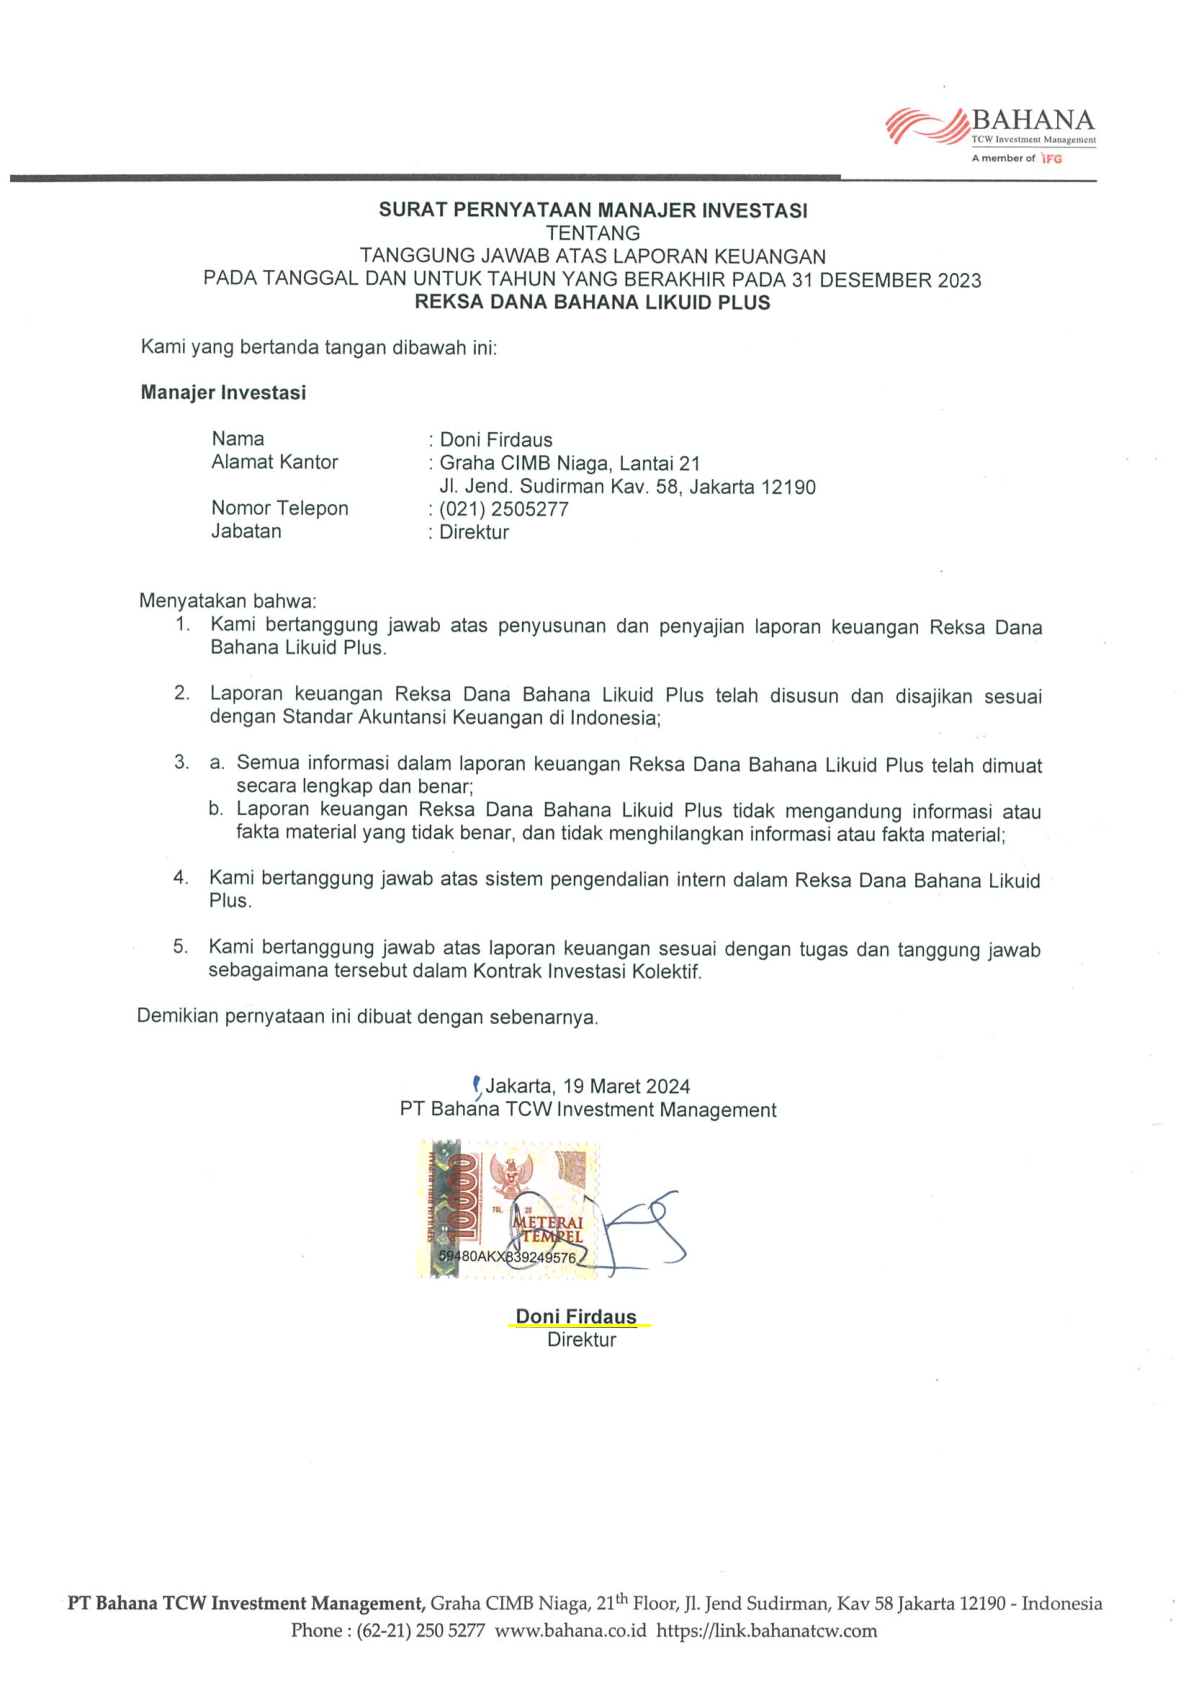 BAHANA
TCW Investment Management
A member of IFG
SURAT PERNYATAAN MANAJER INVESTASI
TENTANG
TANGGUNG JAWAB ATAS LAPORAN KEUANGAN
PADA TANGGAL DAN UNTUK TAHUN YANG BERAKHIR PADA 31 DESEMBER 2023
REKSA DANA BAHANA LIKUID PLUS
Kami yang bertanda tangan dibawah ini:
Manajer Investasi
Nama : Doni Firdaus
Alamat Kantor : Graha CIMB Niaga, Lantai 21
Jl. Jend. Sudirman Kav. 58, Jakarta 12190
Nomor Telepon : (021) 2505277
Jabatan : Direktur
Menyatakan bahwa:
1. Kami bertanggung jawab atas penyusunan dan penyajian laporan keuangan Reksa Dana
Bahana Likuid Plus.
2. Laporan keuangan Reksa Dana Bahana Likuid Plus telah disusun dan disajikan sesuai
dengan Standar Akuntansi Keuangan di Indonesia;
3. a. Semua informasi dalam laporan keuangan Reksa Dana Bahana Likuid Plus telah dimuat
secara lengkap dan benar;
b. Laporan keuangan Reksa Dana Bahana Likuid Plus tidak mengandung informasi atau
fakta material yang tidak benar, dan tidak menghilangkan informasi atau fakta material;
4. Kami bertanggung jawab atas sistem pengendalian intern dalam Reksa Dana Bahana Likuid
Plus.
5. Kami bertanggung jawab atas laporan keuangan sesuai dengan tugas dan tanggung jawab
sebagaimana tersebut dalam Kontrak Investasi Kolektif.
Demikian pernyataan ini dibuat dengan sebenarnya.
Jakarta, 19 Maret 2024
PT Bahana TCW Investment Management
10000
TGL. 20
METERAI
TEMPEL
59480AKX839249576
Doni Firdaus
Direktur
PT Bahana TCW Investment Management, Graha CIMB Niaga, 21th Floor, Jl. Jend Sudirman, Kav 58 Jakarta 12190 - Indonesia
Phone : (62-21) 250 5277 www.bahana.co.id https://link.bahanatcw.com